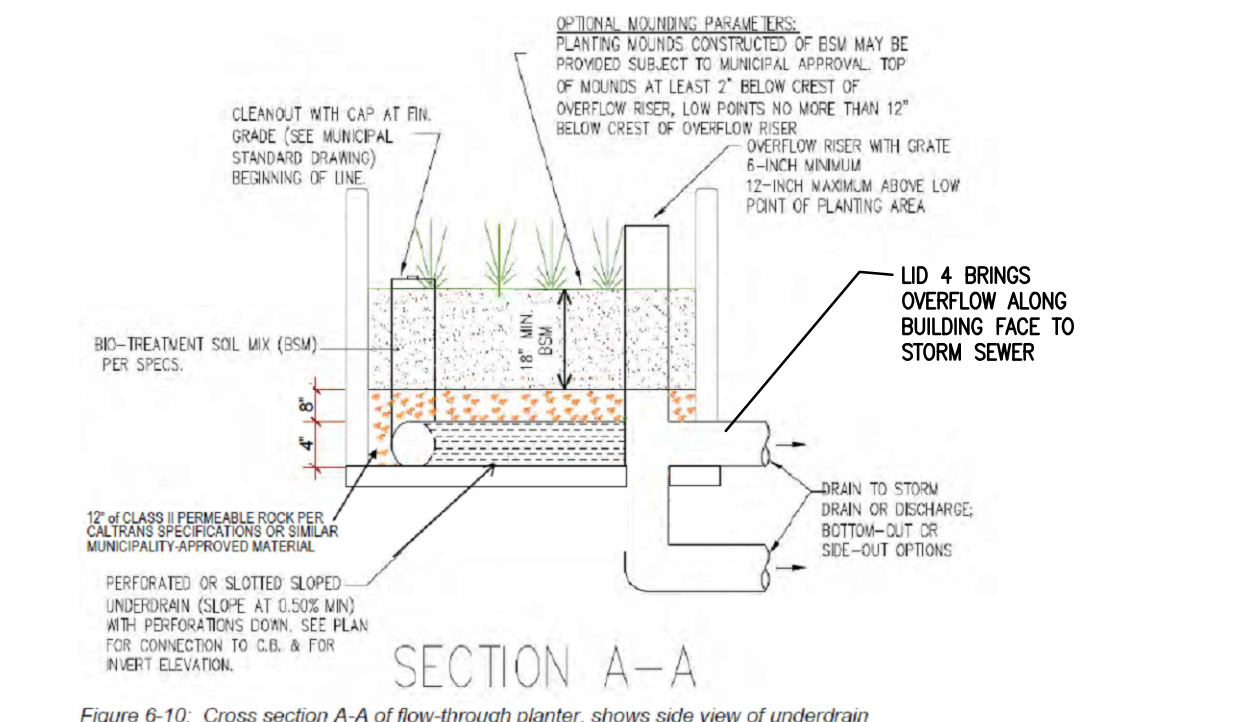 OPTIONAL MOUNDING PARAMETERS:
PLANTING MOUNDS CONSTRUCTED OF BSM MAY BE
PROVIDED SUBJECT TO MUNICIPAL APPROVAL. TOP
OF MOUNDS AT LEAST 2" BELOW CREST OF
OVERFLOW RISER, LOW POINTS NO MORE THAN 12"
BELOW CREST OF OVERFLOW RISER
CLEANOUT WITH CAP AT FIN.
GRADE (SEE MUNICIPAL
STANDARD DRAWING)
BEGINNING OF LINE.
OVERFLOW RISER WITH GRATE
6-INCH MINIMUM
12-INCH MAXIMUM ABOVE LOW
POINT OF PLANTING AREA
LID 4 BRINGS
OVERFLOW ALONG
BUILDING FACE TO
STORM SEWER
BIO-TREATMENT SOIL MIX (BSM)
PER SPECS.
18" MIN.
BSM
8"
4"
12" of CLASS II PERMEABLE ROCK PER
CALTRANS SPECIFICATIONS OR SIMILAR
MUNICIPALITY-APPROVED MATERIAL
DRAIN TO STORM
DRAIN OR DISCHARGE;
BOTTOM-OUT OR
SIDE-OUT OPTIONS
PERFORATED OR SLOTTED SLOPED
UNDERDRAIN (SLOPE AT 0.50% MIN)
WITH PERFORATIONS DOWN. SEE PLAN
FOR CONNECTION TO C.B. & FOR
INVERT ELEVATION.
SECTION A-A
Figure 6-10: Cross section A-A of flow-through planter, shows side view of underdrain